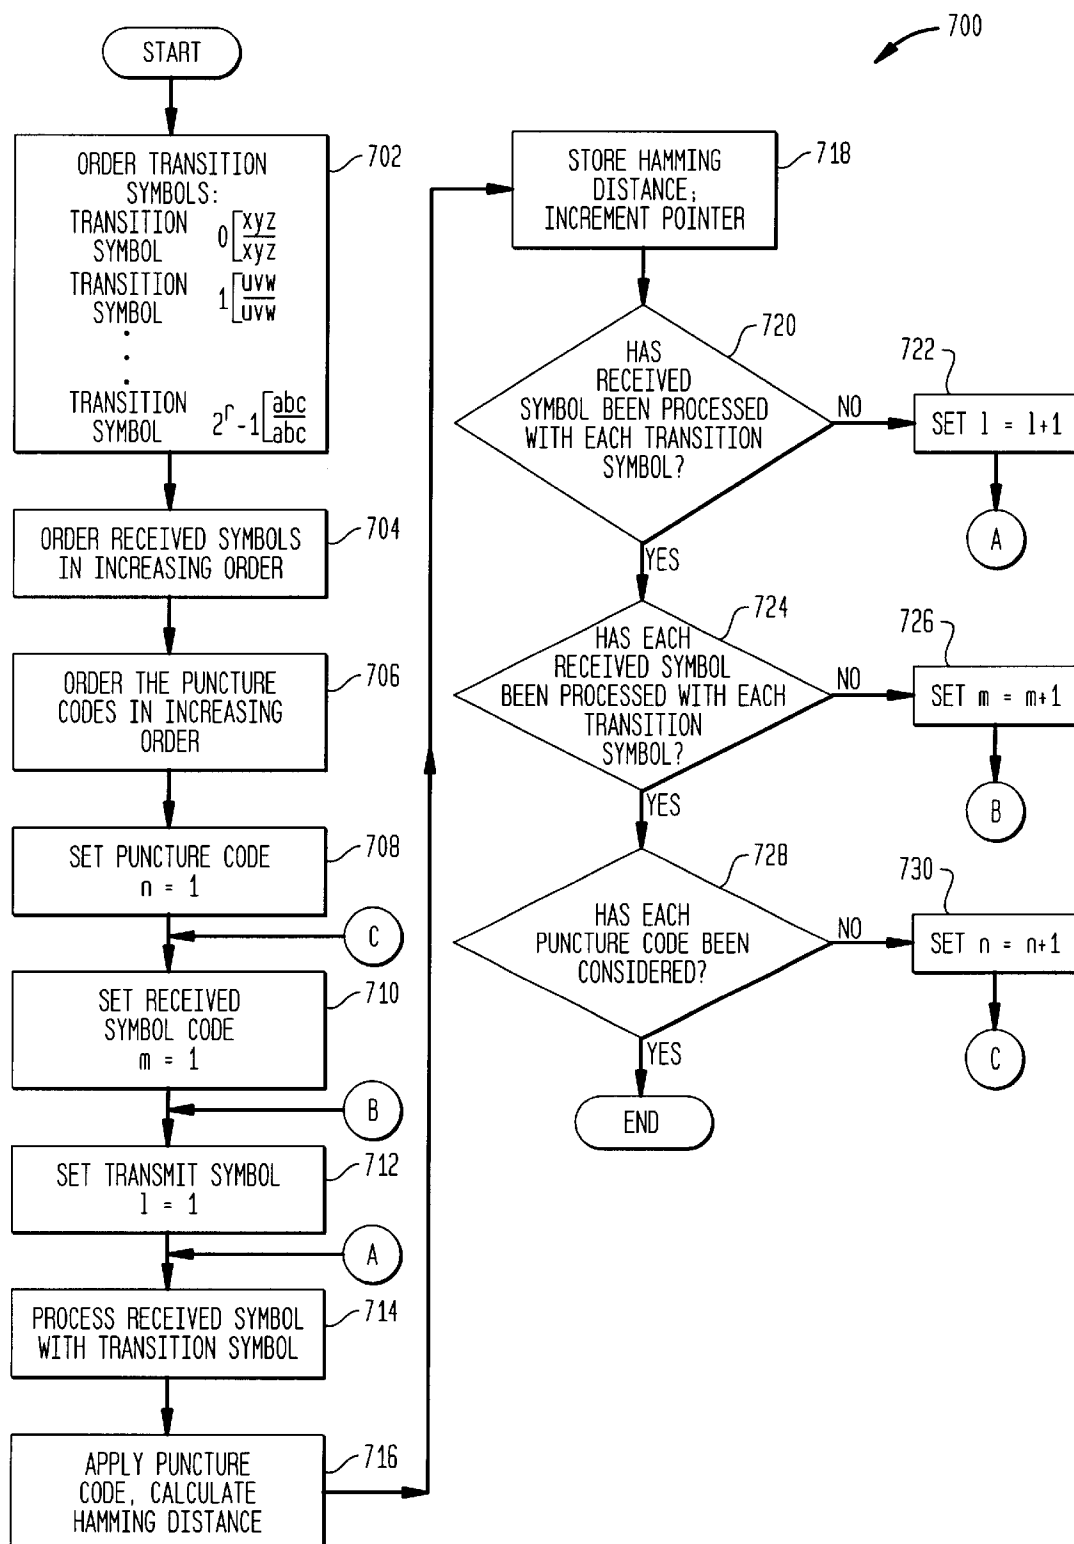 700
START
702
ORDER TRANSITION
SYMBOLS:
TRANSITION
SYMBOL 0[xyz
xyz
TRANSITION
SYMBOL 1[uvw
uvw
.
.
.
TRANSITION
SYMBOL 2^r-1[abc
abc
704
ORDER RECEIVED SYMBOLS
IN INCREASING ORDER
706
ORDER THE PUNCTURE
CODES IN INCREASING
ORDER
708
SET PUNCTURE CODE
n = 1
C
710
SET RECEIVED
SYMBOL CODE
m = 1
B
712
SET TRANSMIT SYMBOL
l = 1
A
714
PROCESS RECEIVED SYMBOL
WITH TRANSITION SYMBOL
716
APPLY PUNCTURE
CODE, CALCULATE
HAMMING DISTANCE
718
STORE HAMMING
DISTANCE;
INCREMENT POINTER
720
HAS
RECEIVED
SYMBOL BEEN PROCESSED
WITH EACH TRANSITION
SYMBOL?
NO
722
SET l = l+1
A
YES
724
HAS EACH
RECEIVED SYMBOL
BEEN PROCESSED WITH EACH
TRANSITION
SYMBOL?
NO
726
SET m = m+1
B
YES
728
HAS EACH
PUNCTURE CODE BEEN
CONSIDERED?
NO
730
SET n = n+1
C
YES
END